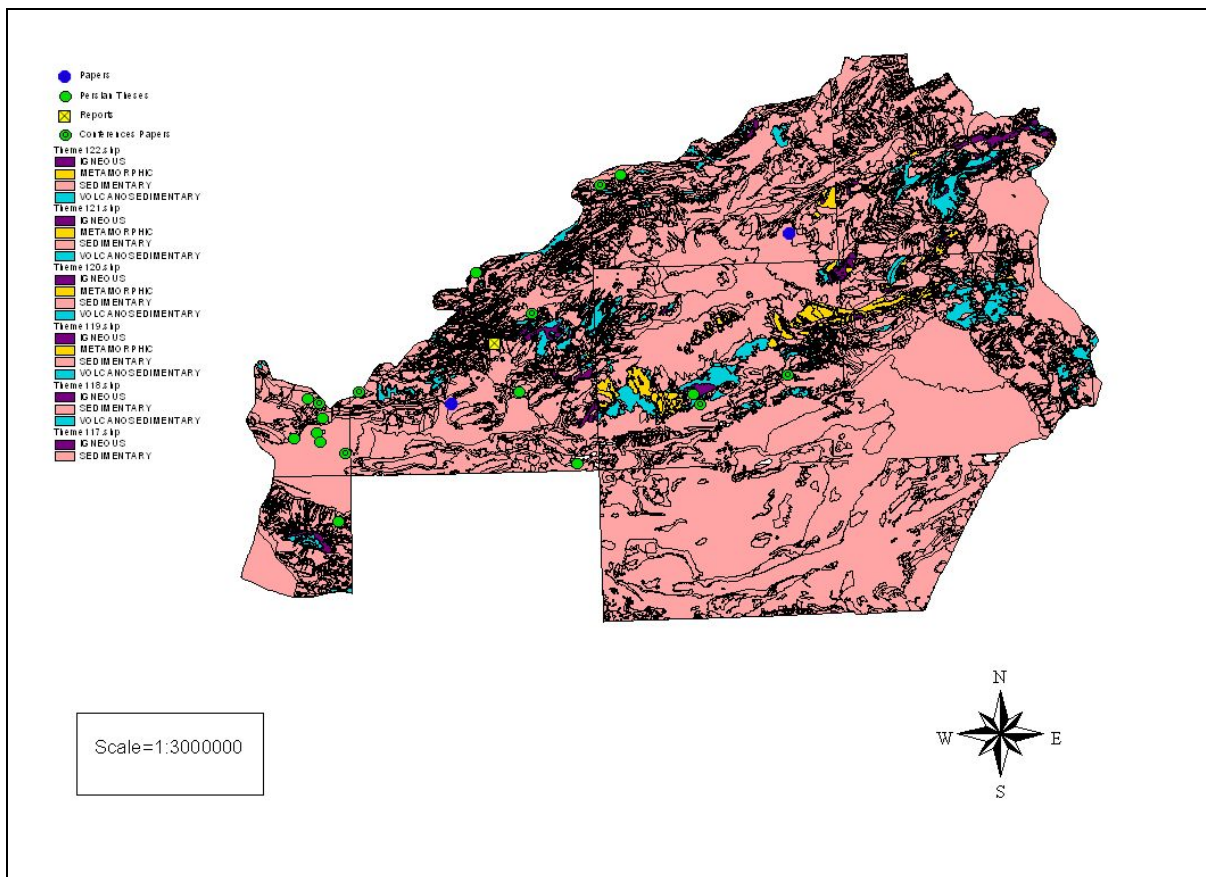 Papers
Persian Theses
Reports
Conferences Papers
Theme122.shp
IGNEOUS
METAMORPHIC
SEDIMENTARY
VOLCANOSEDIMENTARY
Theme121.shp
IGNEOUS
METAMORPHIC
SEDIMENTARY
VOLCANOSEDIMENTARY
Theme120.shp
IGNEOUS
METAMORPHIC
SEDIMENTARY
VOLCANOSEDIMENTARY
Theme119.shp
IGNEOUS
METAMORPHIC
SEDIMENTARY
VOLCANOSEDIMENTARY
Theme118.shp
IGNEOUS
SEDIMENTARY
VOLCANOSEDIMENTARY
Theme117.shp
IGNEOUS
SEDIMENTARY
Scale=1:3000000
N
W E
S